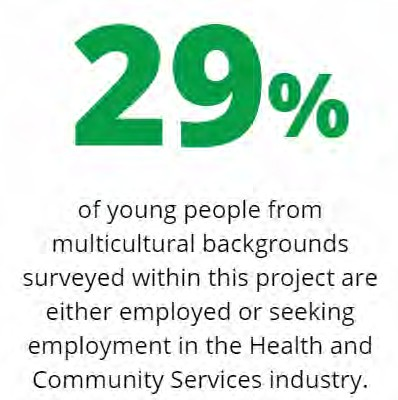 29%
of young people from
multicultural backgrounds
surveyed within this project are
either employed or seeking
employment in the Health and
Community Services industry.